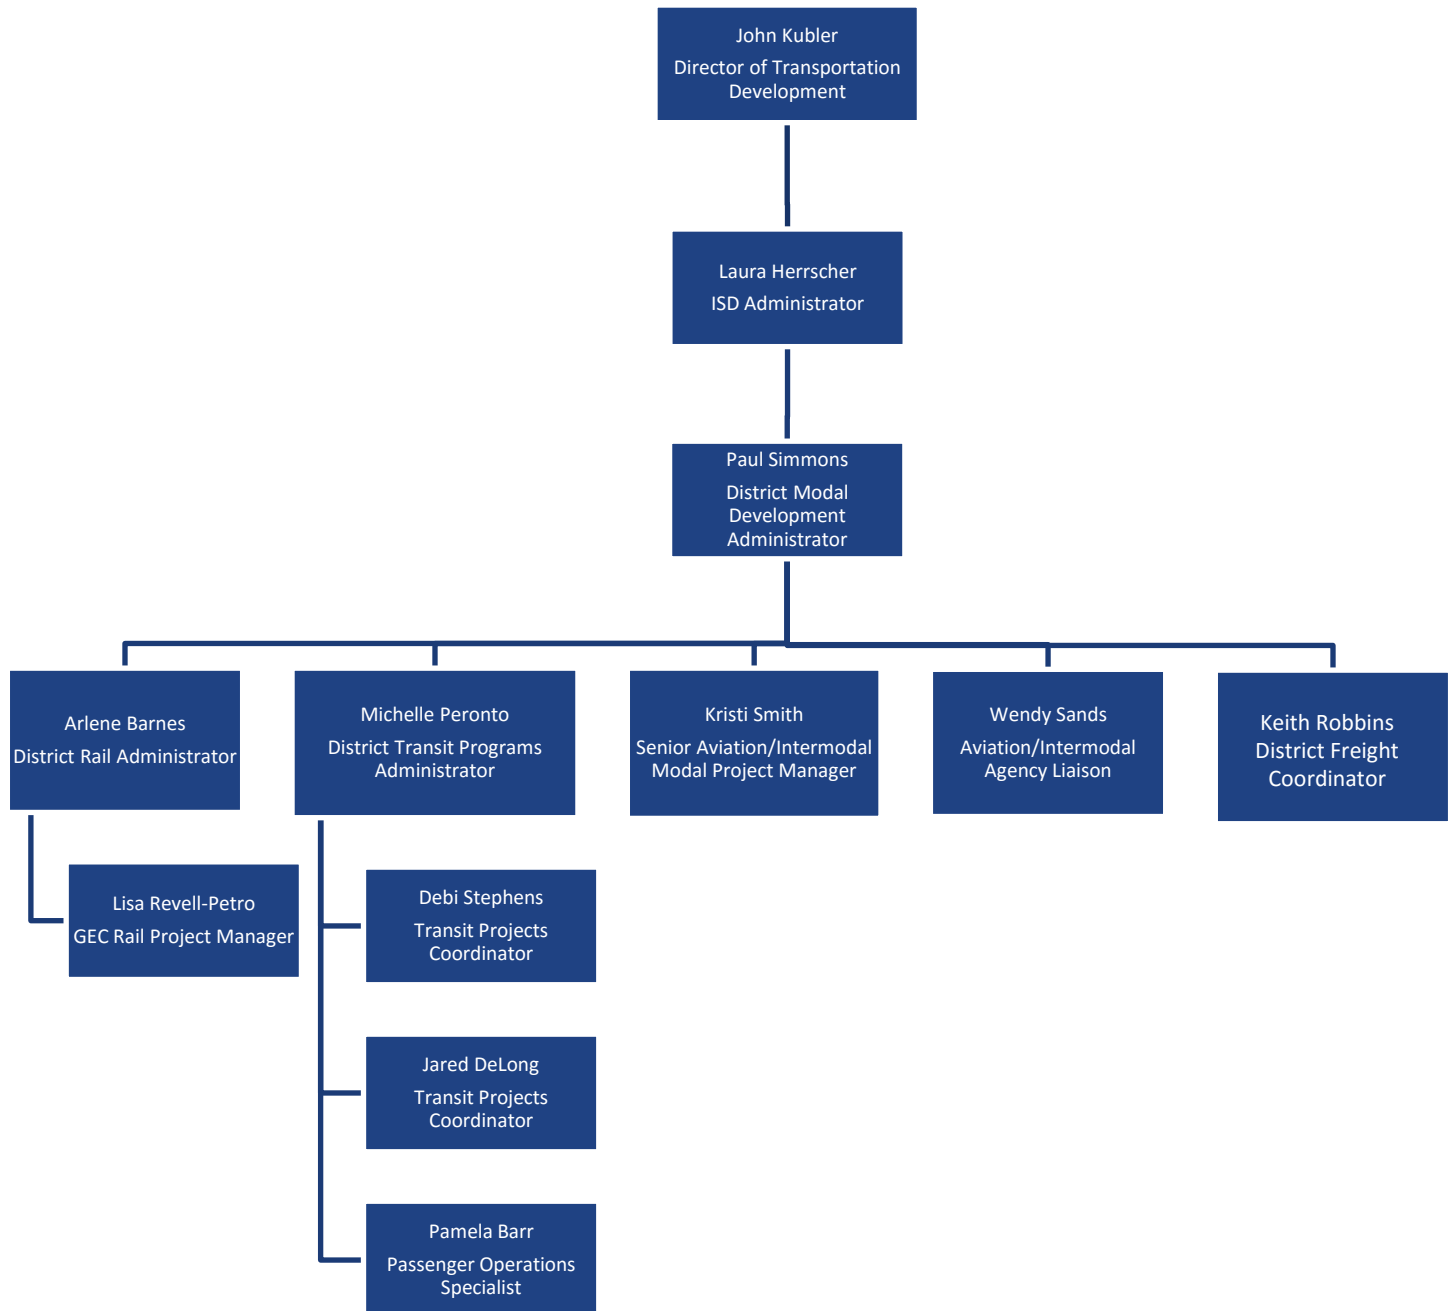 John Kubler
Director of Transportation
Development
Laura Herrscher
ISD Administrator
Paul Simmons
District Modal
Development
Administrator
Arlene Barnes
District Rail Administrator
Michelle Peronto
District Transit Programs
Administrator
Kristi Smith
Senior Aviation/Intermodal
Modal Project Manager
Wendy Sands
Aviation/Intermodal
Agency Liaison
Keith Robbins
District Freight
Coordinator
Lisa Revell-Petro
GEC Rail Project Manager
Debi Stephens
Transit Projects
Coordinator
Jared DeLong
Transit Projects
Coordinator
Pamela Barr
Passenger Operations
Specialist